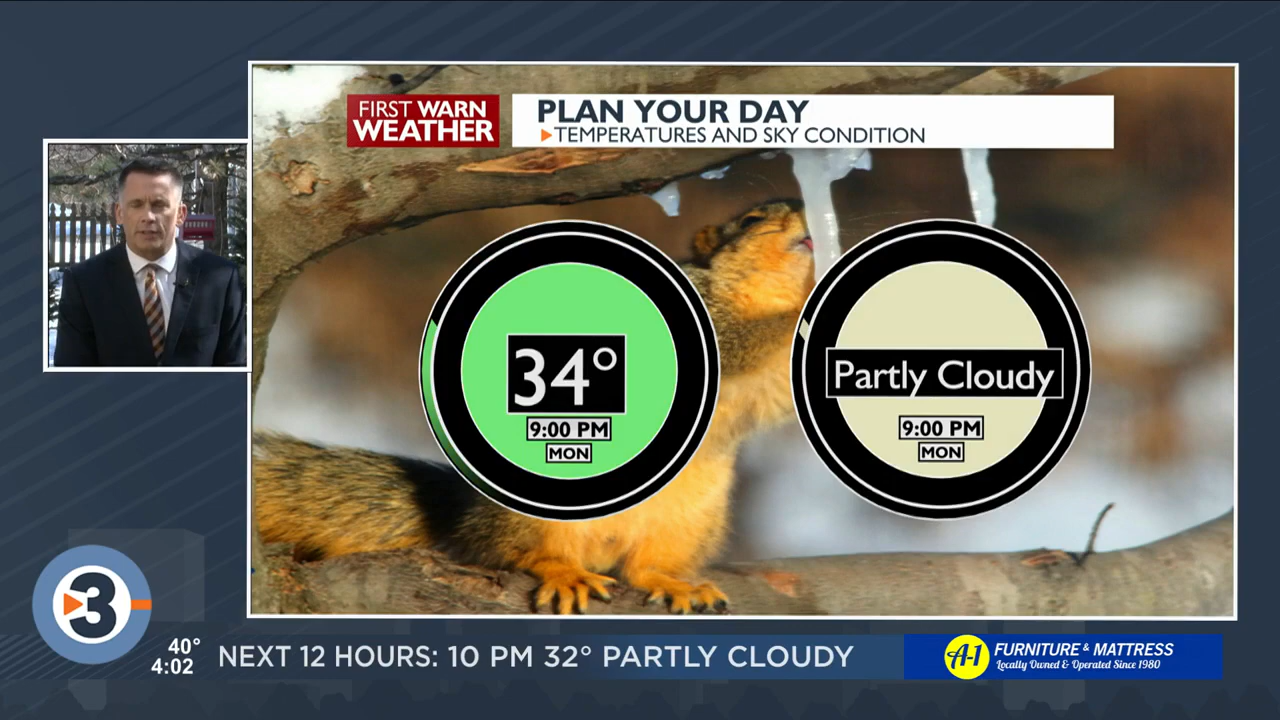 FIRST WARN
WEATHER
PLAN YOUR DAY
TEMPERATURES AND SKY CONDITION
34°
9:00 PM
MON
Partly Cloudy
9:00 PM
MON
3
40°
4:02
NEXT 12 HOURS: 10 PM 32° PARTLY CLOUDY
A-1
FURNITURE & MATTRESS
Locally Owned & Operated Since 1980